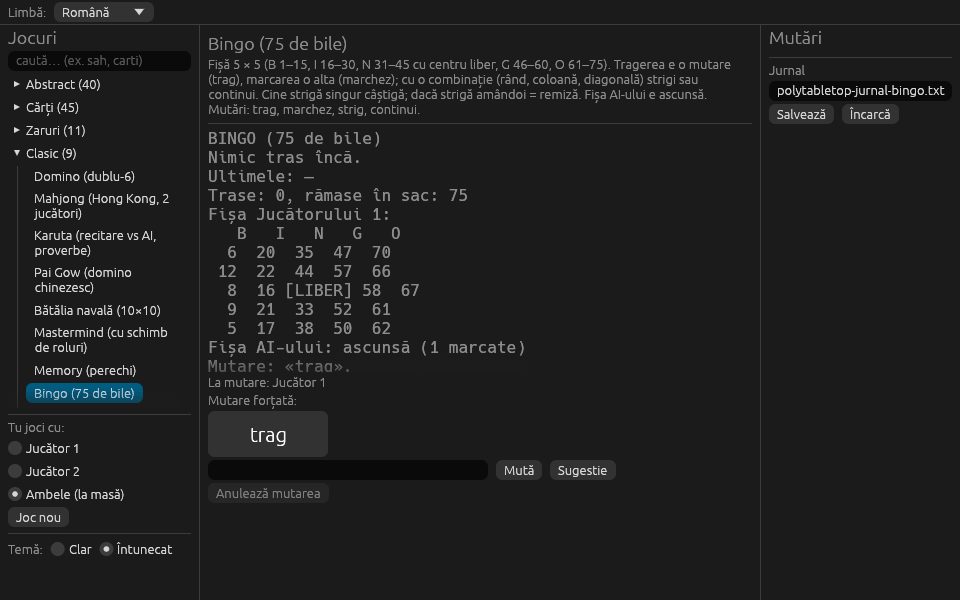 Limbă: Română
Jocuri
caută... (ex. sah, carti)
Abstract (40)
Cărți (45)
Zaruri (11)
Clasic (9)
Domino (dublu-6)
Mahjong (Hong Kong, 2
jucători)
Karuta (recitare vs AI,
proverbe)
Pai Gow (domino
chinezesc)
Bătălia navală (10×10)
Mastermind (cu schimb
de roluri)
Memory (perechi)
Bingo (75 de bile)
Tu joci cu:
Jucător 1
Jucător 2
Ambele (la masă)
Joc nou
Temă: Clar Întunecat
Bingo (75 de bile)
Fișă 5 × 5 (B 1–15, I 16–30, N 31–45 cu centru liber, G 46–60, O 61–75). Tragerea e o mutare
(trag), marcarea o alta (marchez); cu o combinație (rând, coloană, diagonală) strigi sau
continui. Cine strigă singur câștigă; dacă strigă amândoi = remiză. Fișa AI-ului e ascunsă.
Mutări: trag, marchez, strig, continui.
BINGO (75 de bile)
Nimic tras încă.
Ultimele: —
Trase: 0, rămase în sac: 75
Fișa Jucătorului 1:
B I N G O
6 20 35 47 70
12 22 44 57 66
8 16 [LIBER] 58 67
9 21 33 52 61
5 17 38 50 62
Fișa AI-ului: ascunsă (1 marcate)
Mutare: «trag».
La mutare: Jucător 1
Mutare forțată:
trag
Mută Sugestie
Anulează mutarea
Mutări
Jurnal
polytabletop-jurnal-bingo.txt
Salvează Încarcă